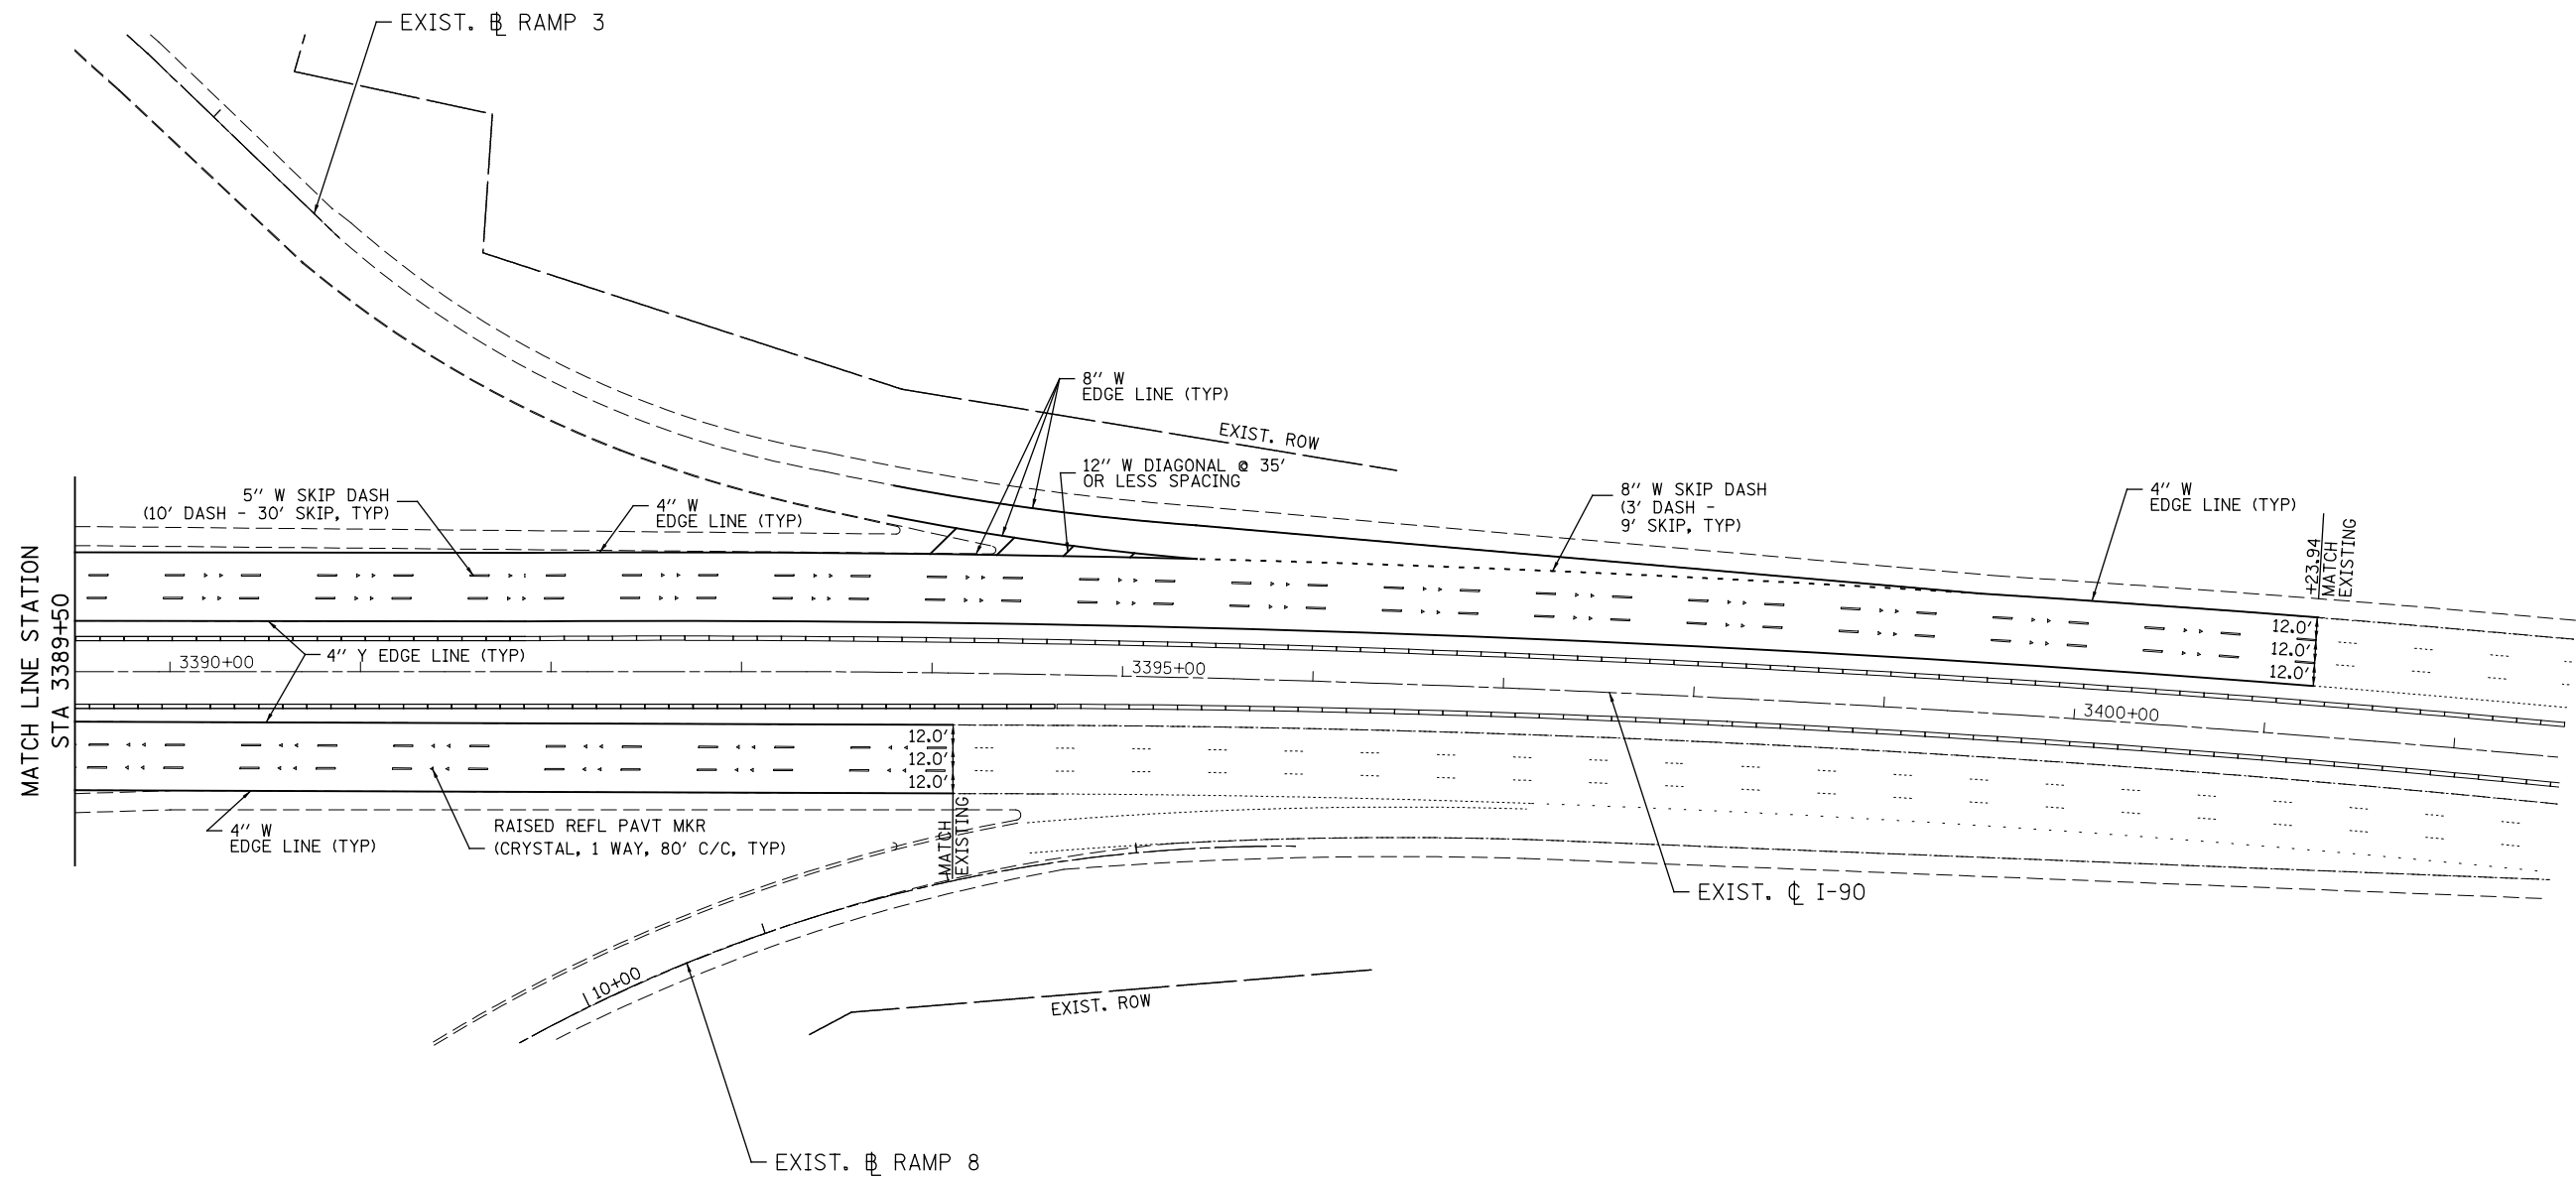 EXIST. BL RAMP 3
8" W
EDGE LINE (TYP)
EXIST. ROW
12" W DIAGONAL @ 35'
OR LESS SPACING
5" W SKIP DASH
(10' DASH - 30' SKIP, TYP)
4" W
EDGE LINE (TYP)
8" W SKIP DASH
(3' DASH -
9' SKIP, TYP)
4" W
EDGE LINE (TYP)
+23.94
MATCH
EXISTING
MATCH LINE STATION
STA 3389+50
12.0'
12.0'
12.0'
4" Y EDGE LINE (TYP)
3390+00
3395+00
3400+00
12.0'
12.0'
12.0'
MATCH
EXISTING
4" W
EDGE LINE (TYP)
RAISED REFL PAVT MKR
(CRYSTAL, 1 WAY, 80' C/C, TYP)
EXIST. ℄ I-90
10+00
EXIST. ROW
EXIST. BL RAMP 8